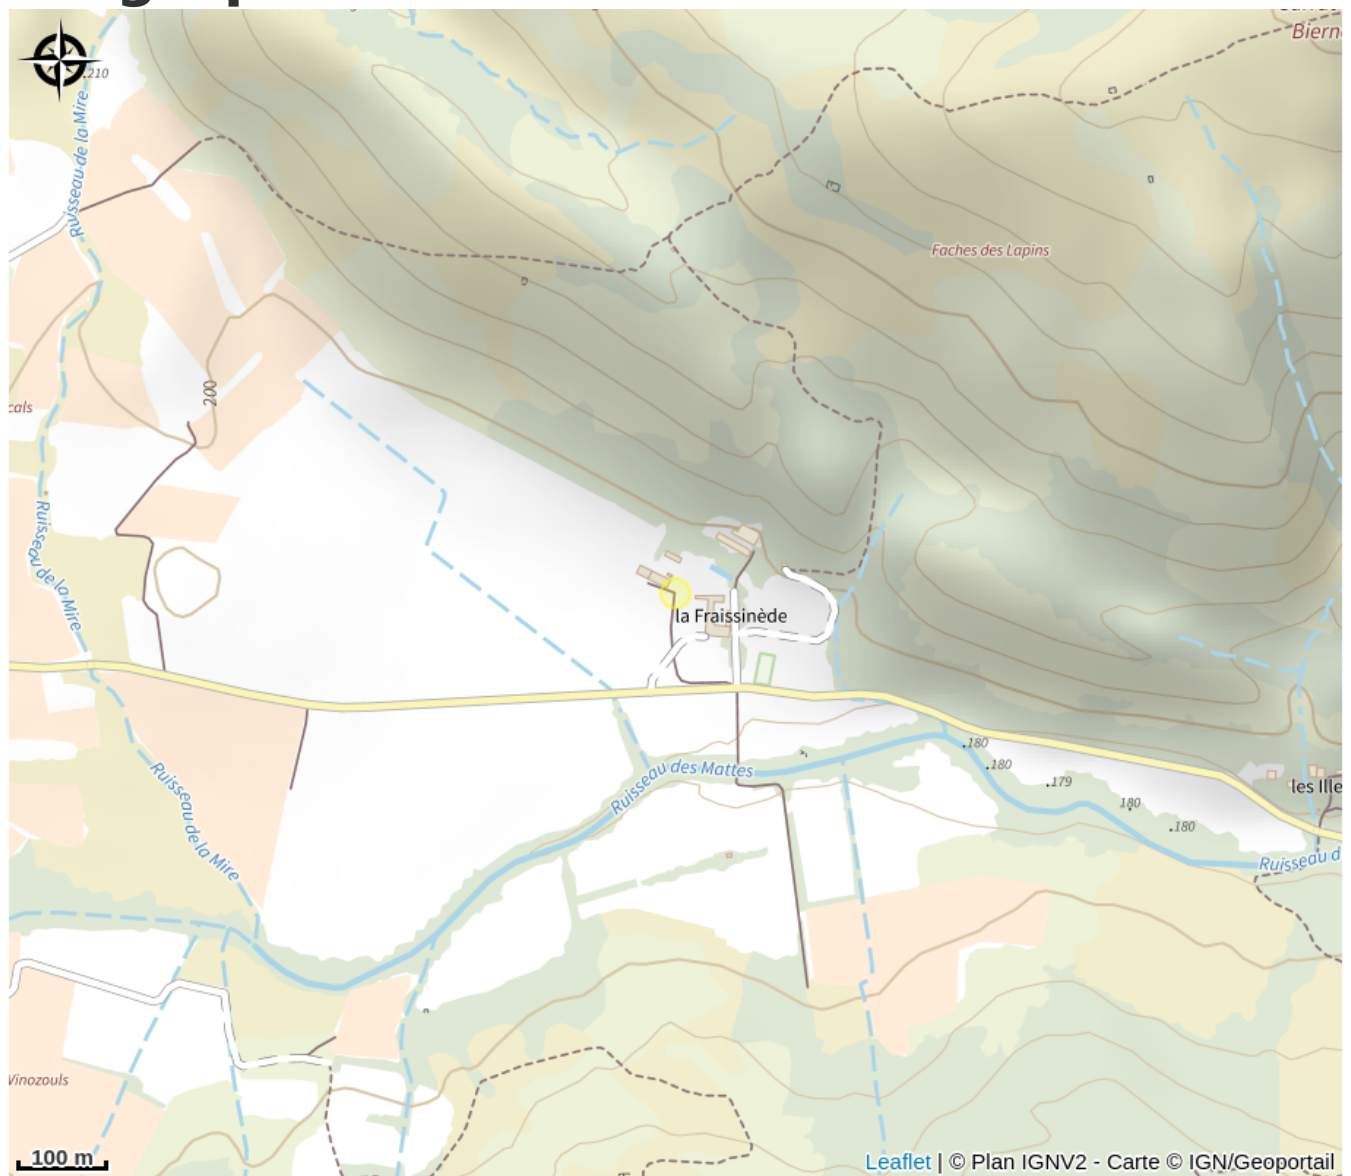 .210
Ruisseau de la Mire
Faches des Lapins
200
cals
Ruisseau de la Mire
la Fraissinède
.180
.180
.179
180
.180
Ruisseau des Mattes
les Ille
Ruisseau de la Mire
Ruisseau d
Vinozouls
100 m
Leaflet | © Plan IGNV2 - Carte © IGN/Geoportail